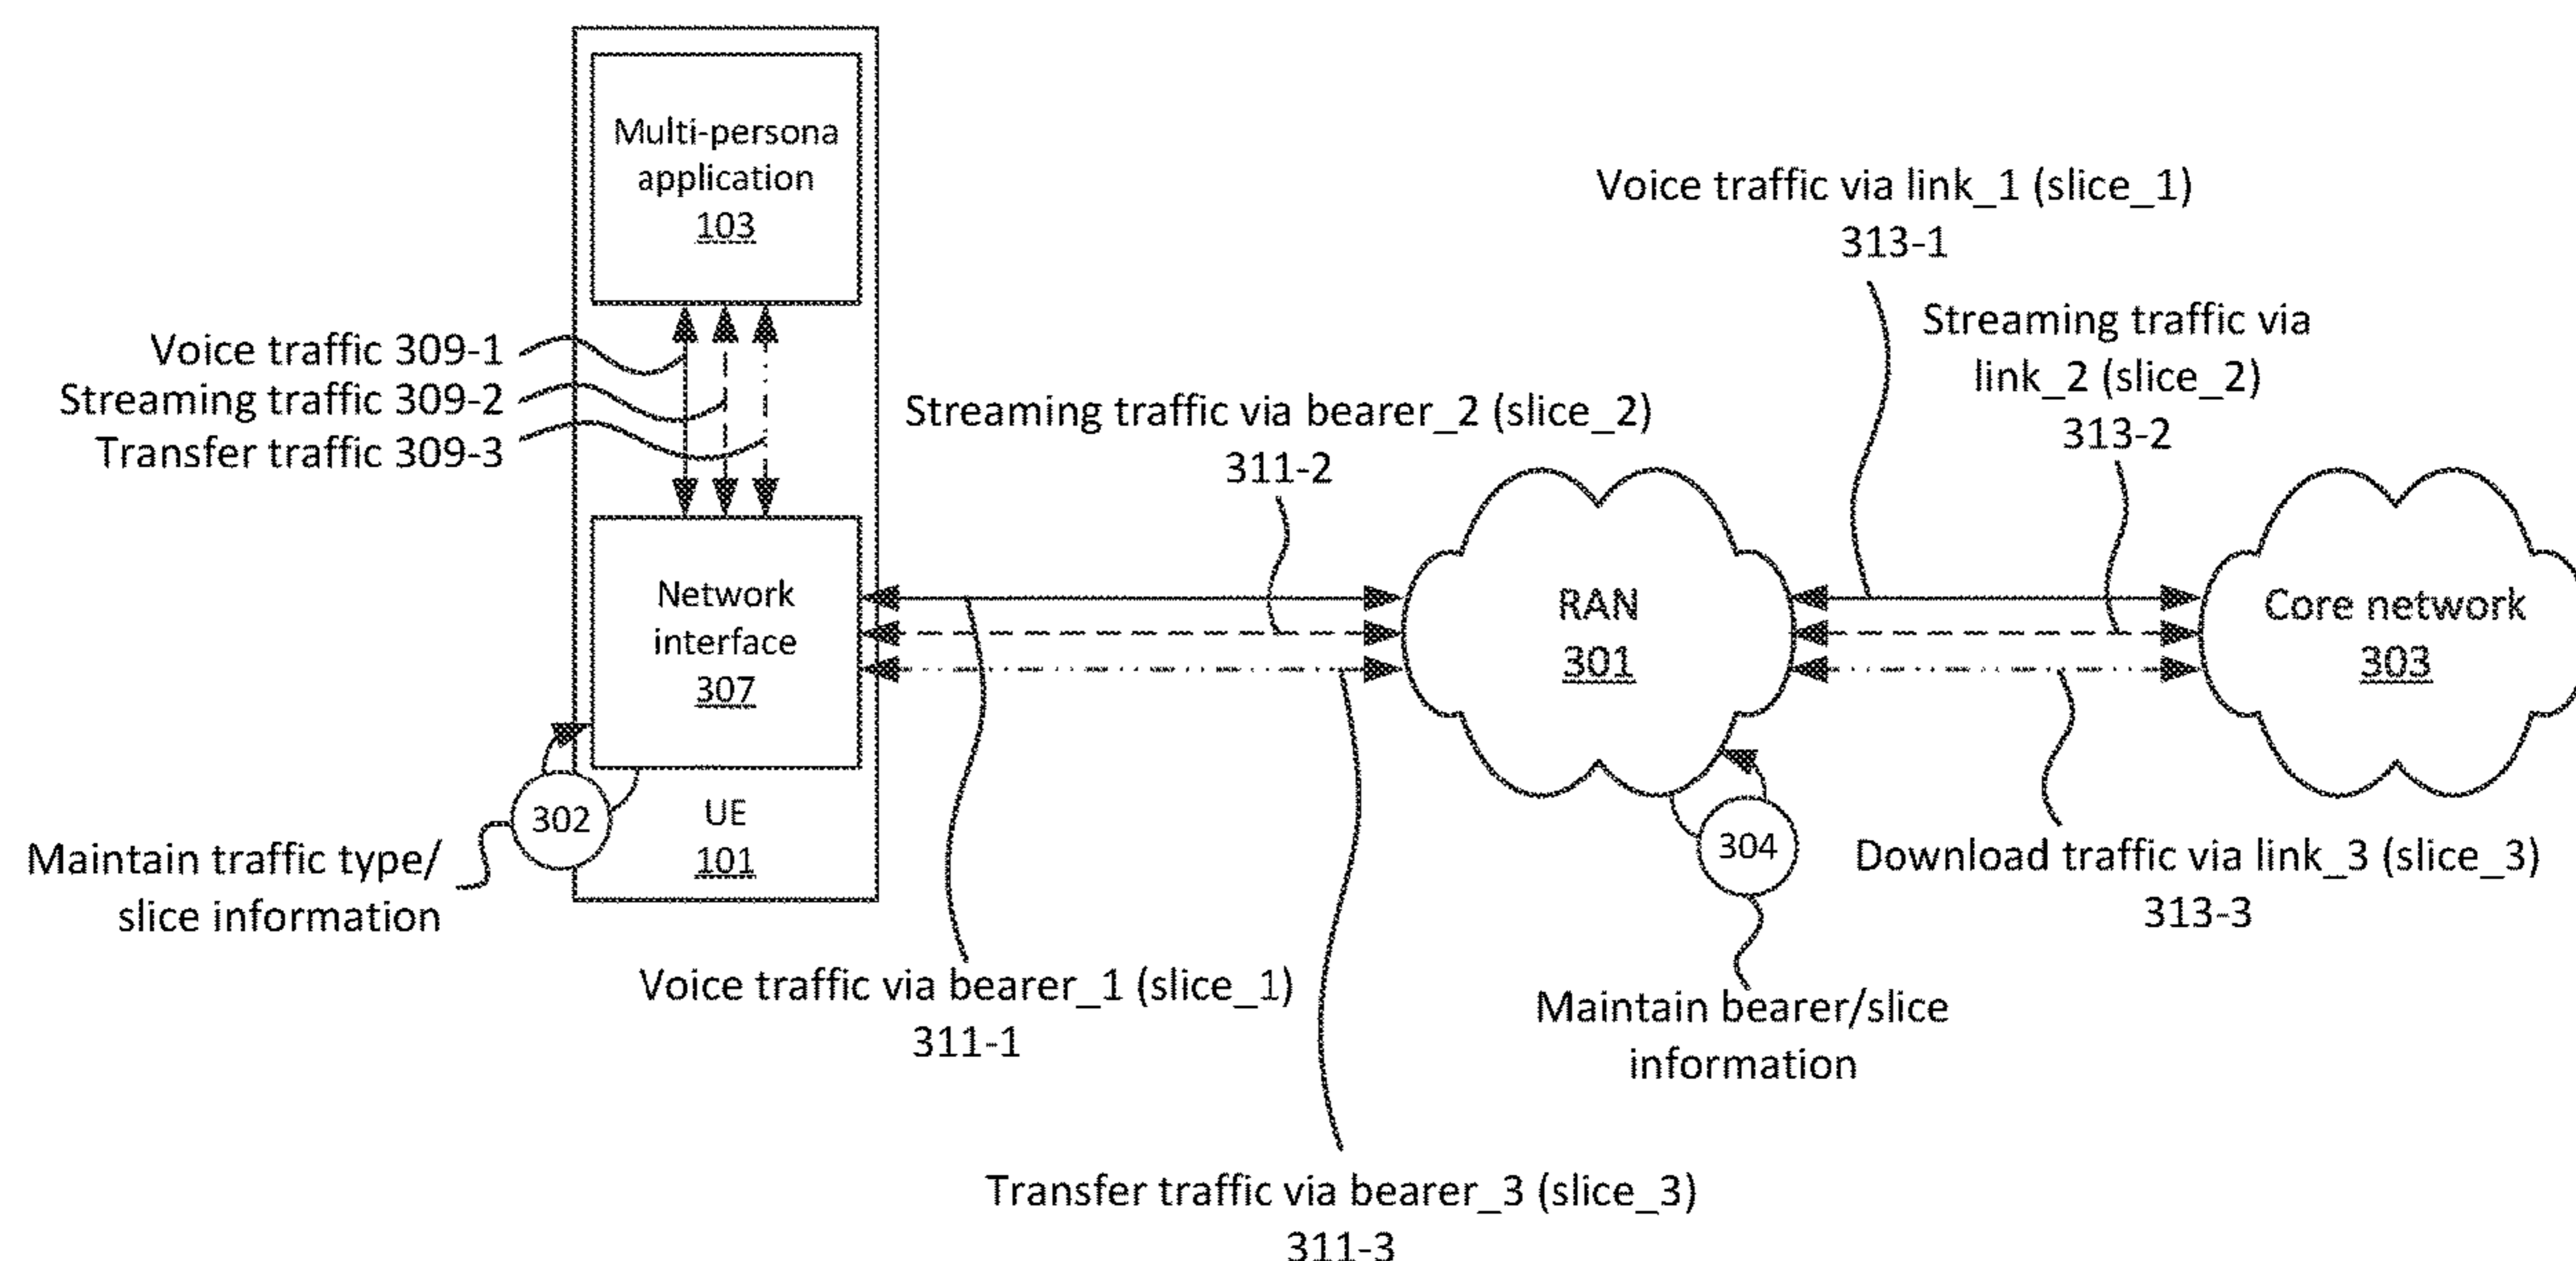 Multi-persona
application
103
Voice traffic 309-1
Streaming traffic 309-2
Transfer traffic 309-3
Network
interface
307
302
UE
101
Maintain traffic type/
slice information
Streaming traffic via bearer_2 (slice_2)
311-2
Voice traffic via bearer_1 (slice_1)
311-1
Transfer traffic via bearer_3 (slice_3)
311-3
RAN
301
304
Maintain bearer/slice
information
Voice traffic via link_1 (slice_1)
313-1
Streaming traffic via
link_2 (slice_2)
313-2
Core network
303
Download traffic via link_3 (slice_3)
313-3